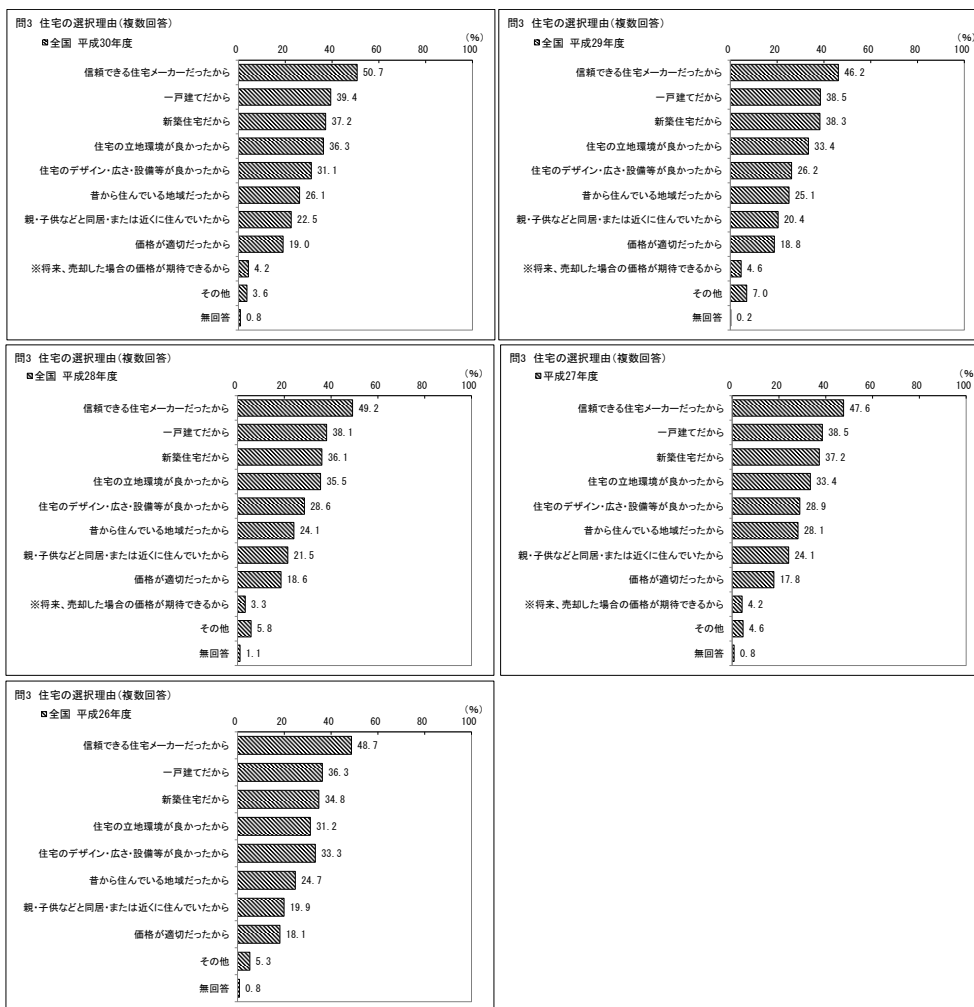 問3 住宅の選択理由(複数回答)
全国 平成30年度
(%)
0 20 40 60 80 100
信頼できる住宅メーカーだったから 50.7
一戸建てだから 39.4
新築住宅だから 37.2
住宅の立地環境が良かったから 36.3
住宅のデザイン・広さ・設備等が良かったから 31.1
昔から住んでいる地域だったから 26.1
親・子供などと同居・または近くに住んでいたから 22.5
価格が適切だったから 19.0
※将来、売却した場合の価格が期待できるから 4.2
その他 3.6
無回答 0.8
問3 住宅の選択理由(複数回答)
全国 平成29年度
(%)
0 20 40 60 80 100
信頼できる住宅メーカーだったから 46.2
一戸建てだから 38.5
新築住宅だから 38.3
住宅の立地環境が良かったから 33.4
住宅のデザイン・広さ・設備等が良かったから 26.2
昔から住んでいる地域だったから 25.1
親・子供などと同居・または近くに住んでいたから 20.4
価格が適切だったから 18.8
※将来、売却した場合の価格が期待できるから 4.6
その他 7.0
無回答 0.2
問3 住宅の選択理由(複数回答)
全国 平成28年度
(%)
0 20 40 60 80 100
信頼できる住宅メーカーだったから 49.2
一戸建てだから 38.1
新築住宅だから 36.1
住宅の立地環境が良かったから 35.5
住宅のデザイン・広さ・設備等が良かったから 28.6
昔から住んでいる地域だったから 24.1
親・子供などと同居・または近くに住んでいたから 21.5
価格が適切だったから 18.6
※将来、売却した場合の価格が期待できるから 3.3
その他 5.8
無回答 1.1
問3 住宅の選択理由(複数回答)
平成27年度
(%)
0 20 40 60 80 100
信頼できる住宅メーカーだったから 47.6
一戸建てだから 38.5
新築住宅だから 37.2
住宅の立地環境が良かったから 33.4
住宅のデザイン・広さ・設備等が良かったから 28.9
昔から住んでいる地域だったから 28.1
親・子供などと同居・または近くに住んでいたから 24.1
価格が適切だったから 17.8
※将来、売却した場合の価格が期待できるから 4.2
その他 4.6
無回答 0.8
問3 住宅の選択理由(複数回答)
全国 平成26年度
(%)
0 20 40 60 80 100
信頼できる住宅メーカーだったから 48.7
一戸建てだから 36.3
新築住宅だから 34.8
住宅の立地環境が良かったから 31.2
住宅のデザイン・広さ・設備等が良かったから 33.3
昔から住んでいる地域だったから 24.7
親・子供などと同居・または近くに住んでいたから 19.9
価格が適切だったから 18.1
その他 5.3
無回答 0.8